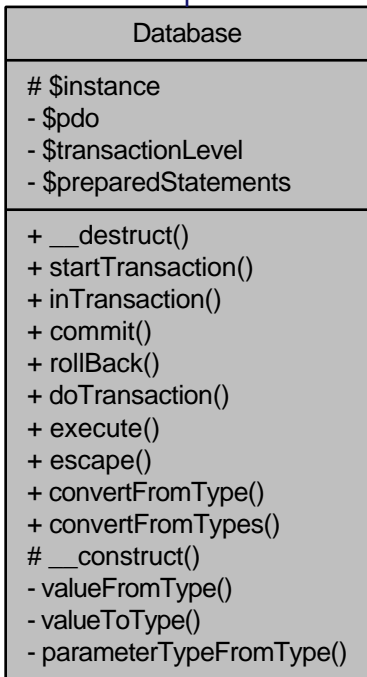 Database
# $instance
- $pdo
- $transactionLevel
- $preparedStatements
+ __destruct()
+ startTransaction()
+ inTransaction()
+ commit()
+ rollBack()
+ doTransaction()
+ execute()
+ escape()
+ convertFromType()
+ convertFromTypes()
# __construct()
- valueFromType()
- valueToType()
- parameterTypeFromType()